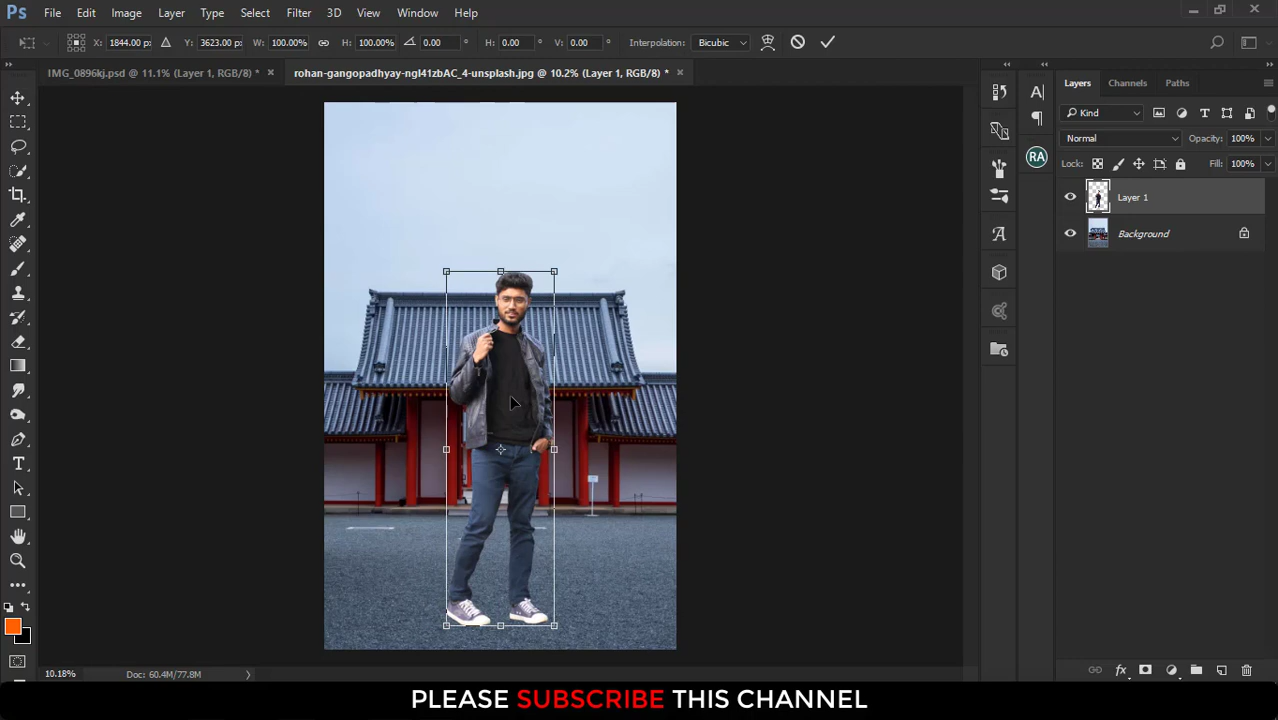 Ps File Edit Image Layer Type Select Filter 3D View Window Help
X: 1844.00 px Y: 3623.00 px W: 100.00% H: 100.00% 0.00 ° H: 0.00 ° V: 0.00 ° Interpolation: Bicubic
IMG_0896kj.psd @ 11.1% (Layer 1, RGB/8) * × rohan-gangopadhyay-ngl41zbAC_4-unsplash.jpg @ 10.2% (Layer 1, RGB/8) * ×
Layers Channels Paths
Kind
Normal Opacity: 100%
Lock: Fill: 100%
RA
Layer 1
Background
10.18% Doc: 60.4M/77.8M
PLEASE SUBSCRIBE THIS CHANNEL